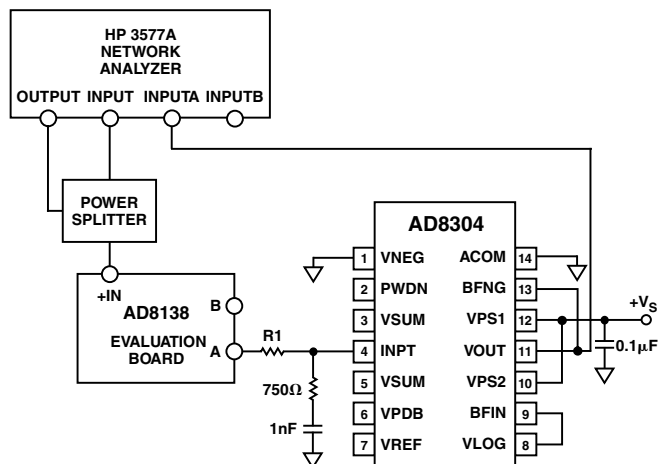 HP 3577A
NETWORK
ANALYZER
OUTPUT INPUT INPUTA INPUTB
POWER
SPLITTER
+IN
AD8138
EVALUATION
BOARD
B
A
R1
750Ω
1nF
AD8304
1 VNEG ACOM 14
2 PWDN BFNG 13
3 VSUM VPS1 12
4 INPT VOUT 11
5 VSUM VPS2 10
6 VPDB BFIN 9
7 VREF VLOG 8
+VS
0.1µF